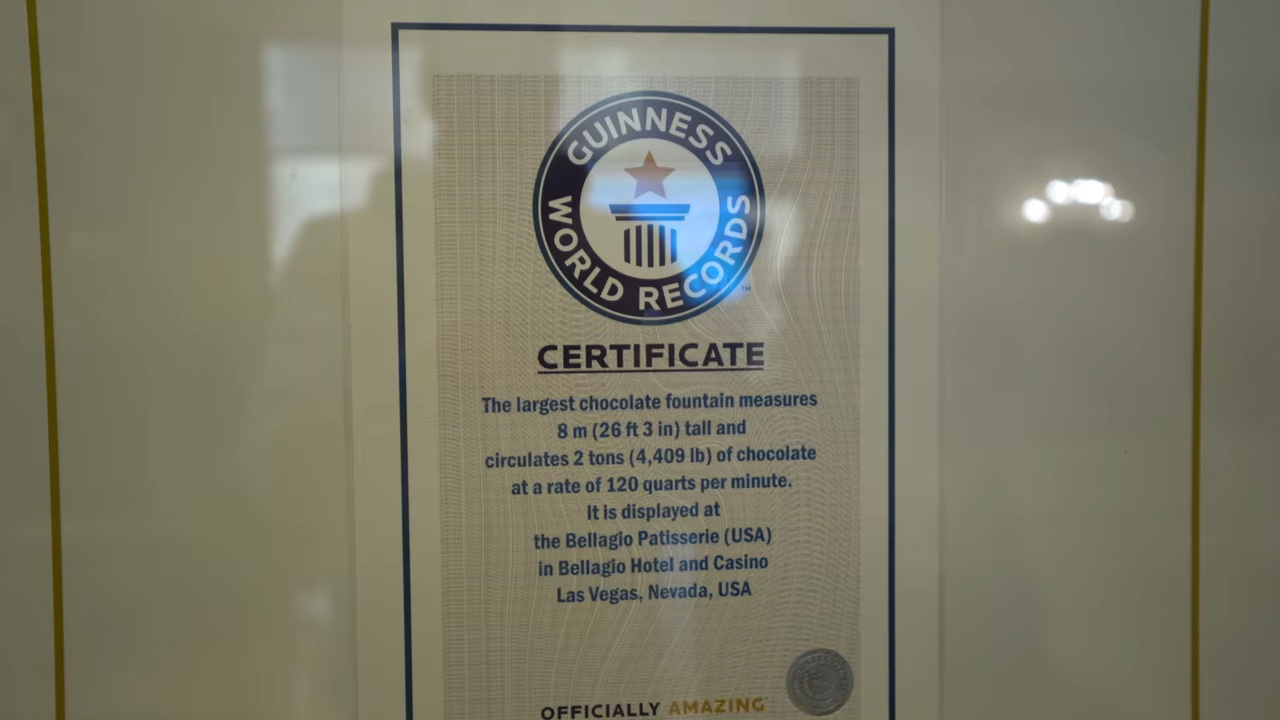 GUINNESS
WORLD RECORDS
TM
CERTIFICATE
The largest chocolate fountain measures
8 m (26 ft 3 in) tall and
circulates 2 tons (4,409 lb) of chocolate
at a rate of 120 quarts per minute.
It is displayed at
the Bellagio Patisserie (USA)
in Bellagio Hotel and Casino
Las Vegas, Nevada, USA
OFFICIALLY AMAZING